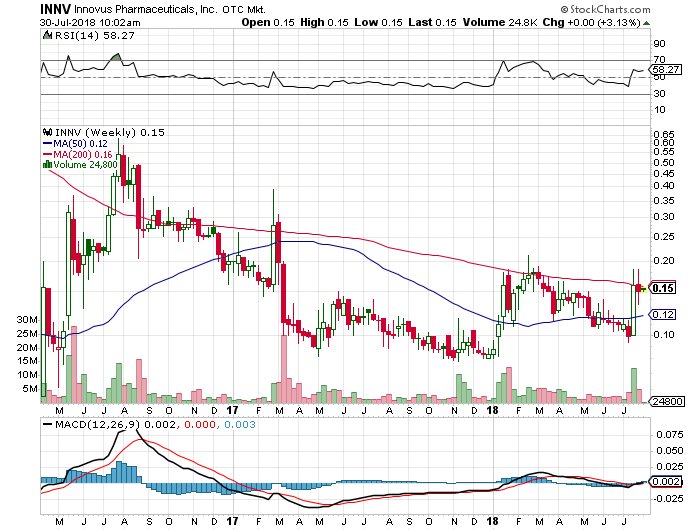 INNV Innovus Pharmaceuticals, Inc. OTC Mkt. © StockCharts.com
30-Jul-2018 10:02am Open 0.15 High 0.15 Low 0.15 Last 0.15 Volume 24.8K Chg +0.00 (+3.13%)
RSI(14) 58.27
90
70
58.27
50
30
10
INNV (Weekly) 0.15
MA(50) 0.12
MA(200) 0.16
Volume 24,800
0.65
0.60
0.55
0.50
0.45
0.40
0.35
0.30
0.25
0.20
0.15
0.12
0.10
30M
25M
20M
15M
10M
5M
24800
M J J A S O N D 17 F M A M J J A S O N D 18 F M A M J J
MACD(12,26,9) 0.002, 0.000, 0.003
0.075
0.050
0.025
0.002
-0.025
M J J A S O N D 17 F M A M J J A S O N D 18 F M A M J J